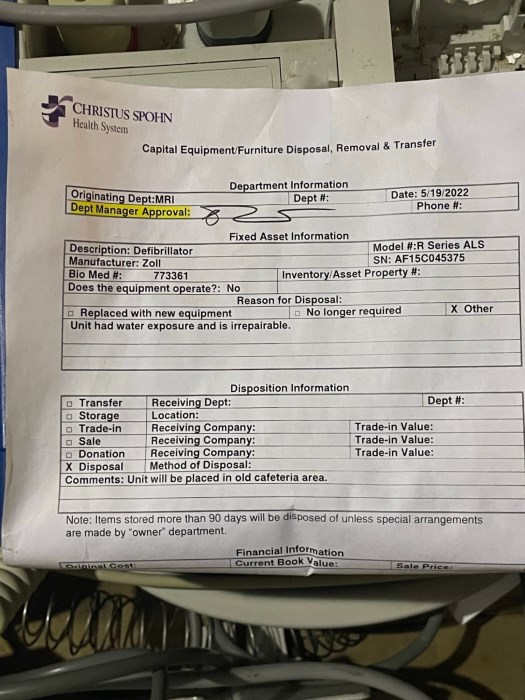 CHRISTUS SPOHN
Health System
Capital Equipment/Furniture Disposal, Removal & Transfer
Department Information
Originating Dept:MRI Dept #: Date: 5/19/2022
Dept Manager Approval: Phone #:
Fixed Asset Information
Description: Defibrillator Model #:R Series ALS
Manufacturer: Zoll SN: AF15C045375
Bio Med #: 773361 Inventory/Asset Property #:
Does the equipment operate?: No
Reason for Disposal:
□ Replaced with new equipment □ No longer required X Other
Unit had water exposure and is irrepairable.
Disposition Information
□ Transfer Receiving Dept: Dept #:
□ Storage Location:
□ Trade-in Receiving Company: Trade-in Value:
□ Sale Receiving Company: Trade-in Value:
□ Donation Receiving Company: Trade-in Value:
X Disposal Method of Disposal:
Comments: Unit will be placed in old cafeteria area.
Note: Items stored more than 90 days will be disposed of unless special arrangements
are made by "owner" department.
Financial Information
Original Cost: Current Book Value: Sale Price: